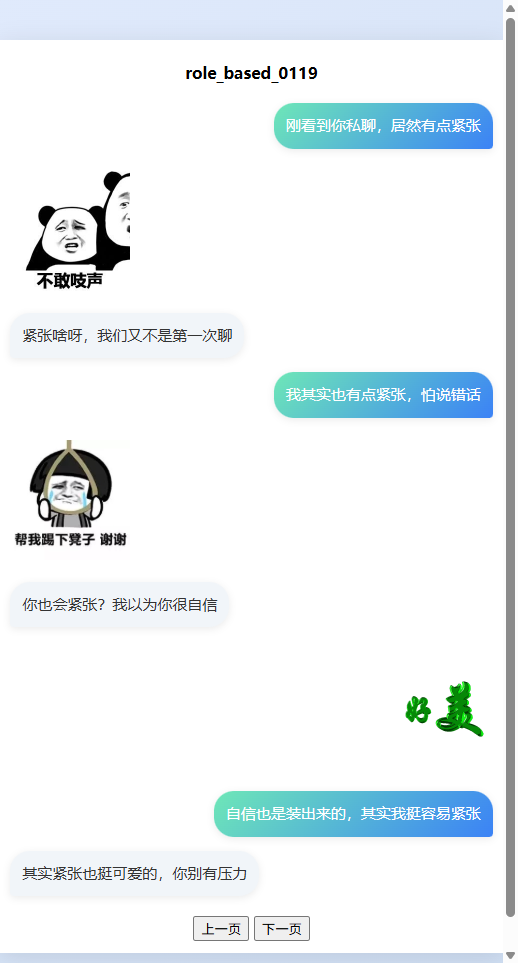 role_based_0119
刚看到你私聊，居然有点紧张
不敢吱声
紧张啥呀，我们又不是第一次聊
我其实也有点紧张，怕说错话
帮我踢下凳子 谢谢
你也会紧张？我以为你很自信
好美
自信也是装出来的，其实我挺容易紧张
其实紧张也挺可爱的，你别有压力
上一页 下一页